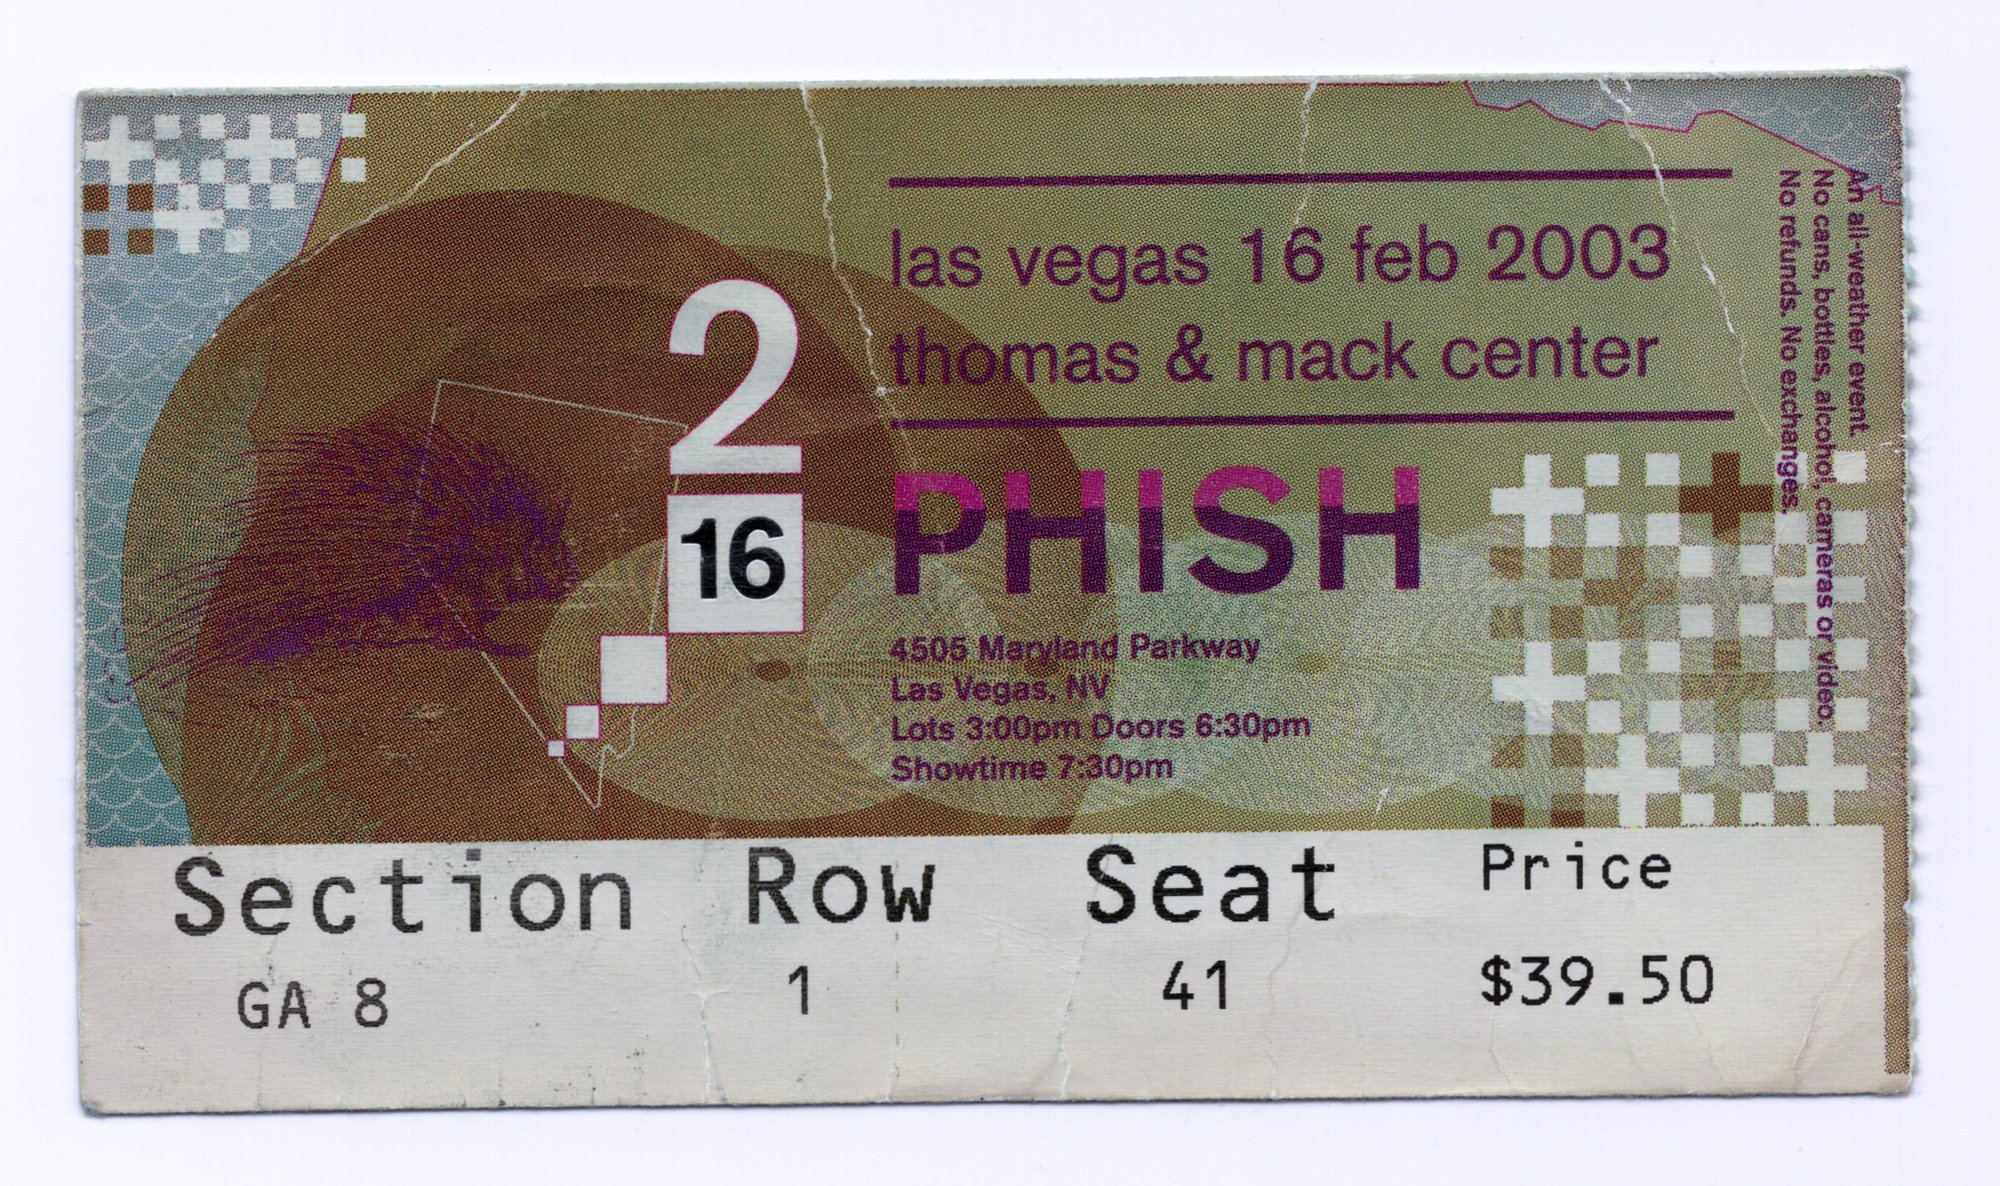 las vegas 16 feb 2003
thomas & mack center
2
16
PHISH
4505 Maryland Parkway
Las Vegas, NV
Lots 3:00pm Doors 6:30pm
Showtime 7:30pm
An all-weather event.
No cans, bottles, alcohol, cameras or video.
No refunds. No exchanges.
Section Row Seat Price
GA 8 1 41 $39.50